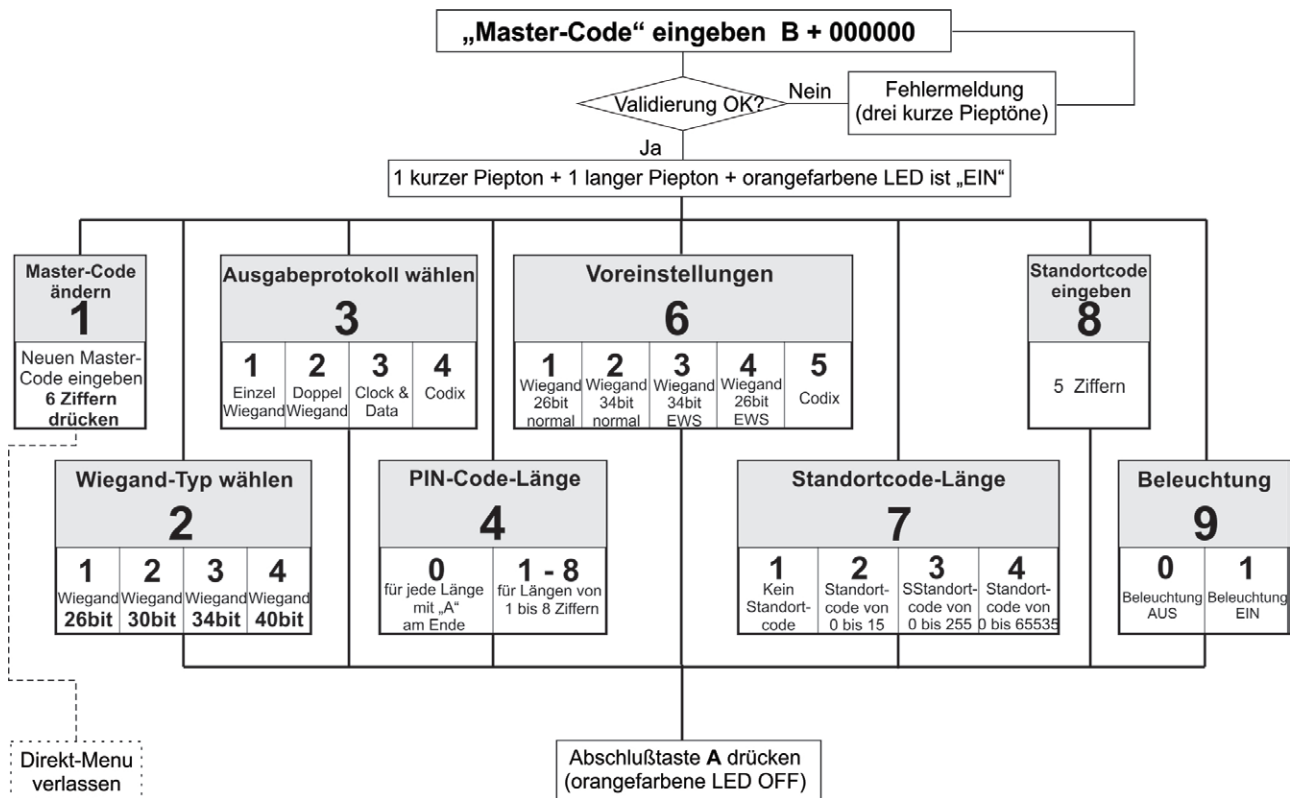 „Master-Code“ eingeben B + 000000
Validierung OK?
Nein
Fehlermeldung
(drei kurze Pieptöne)
Ja
1 kurzer Piepton + 1 langer Piepton + orangefarbene LED ist „EIN“
Master-Code
ändern
1
Neuen Master-
Code eingeben
6 Ziffern
drücken
Ausgabeprotokoll wählen
3
1
Einzel
Wiegand
2
Doppel
Wiegand
3
Clock &
Data
4
Codix
Voreinstellungen
6
1
Wiegand
26bit
normal
2
Wiegand
34bit
normal
3
Wiegand
34bit
EWS
4
Wiegand
26bit
EWS
5
Codix
Standortcode
eingeben
8
5 Ziffern
Wiegand-Typ wählen
2
1
Wiegand
26bit
2
Wiegand
30bit
3
Wiegand
34bit
4
Wiegand
40bit
PIN-Code-Länge
4
0
für jede Länge
mit „A“
am Ende
1 - 8
für Längen von
1 bis 8 Ziffern
Standortcode-Länge
7
1
Kein
Standort-
code
2
Standort-
code von
0 bis 15
3
SStandort-
code von
0 bis 255
4
Standort-
code von
0 bis 65535
Beleuchtung
9
0
Beleuchtung
AUS
1
Beleuchtung
EIN
Direkt-Menu
verlassen
Abschlußtaste A drücken
(orangefarbene LED OFF)